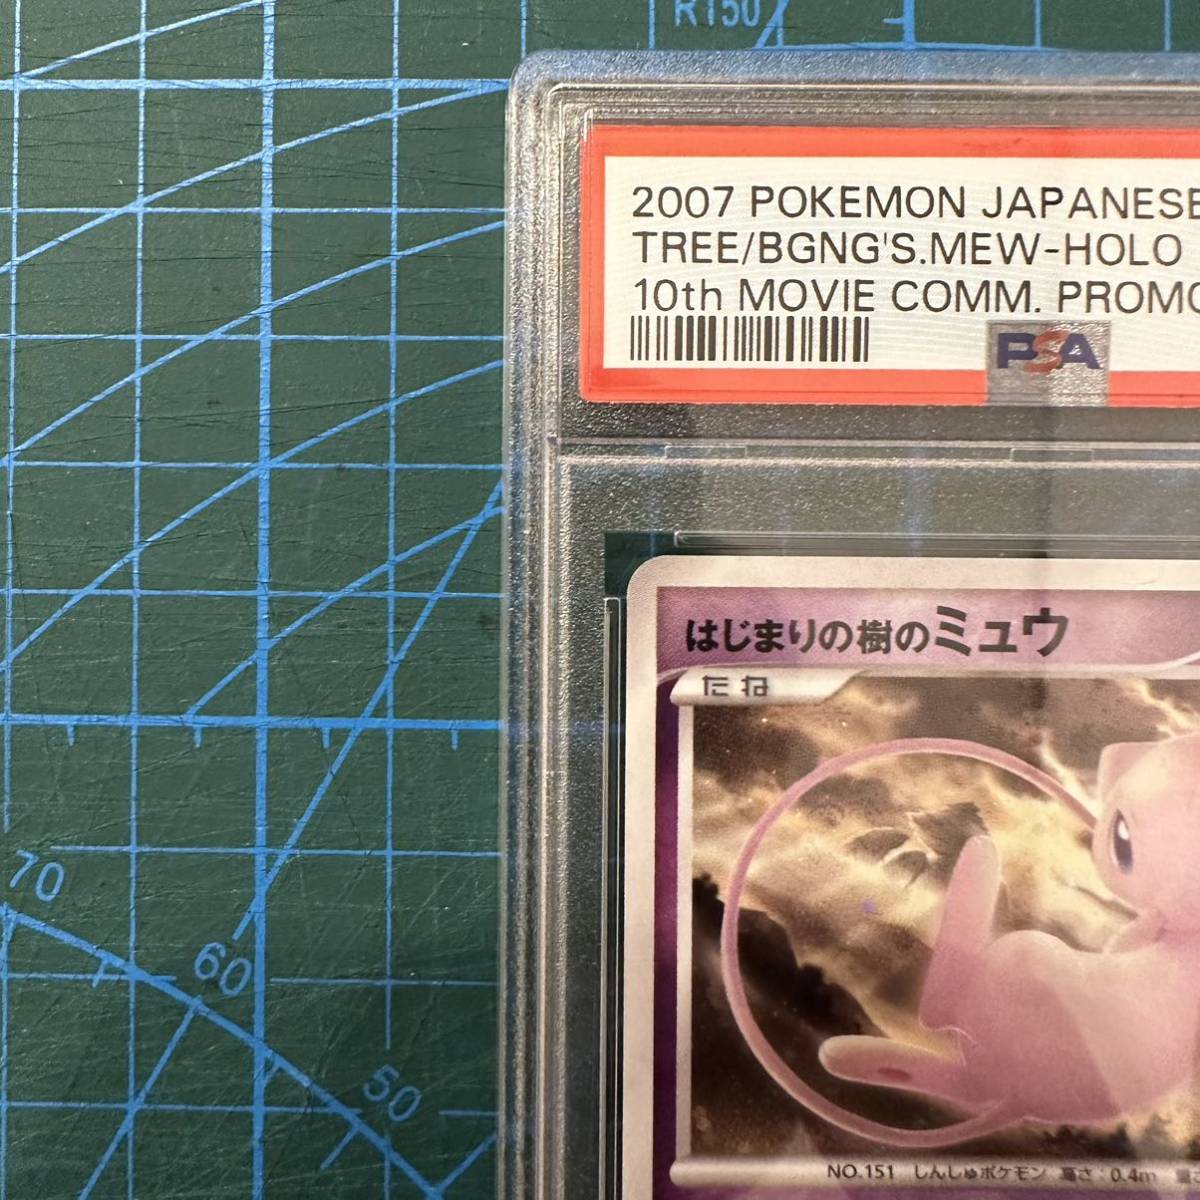 R150
2007 POKEMON JAPANESE
TREE/BGNG'S.MEW-HOLO
10th MOVIE COMM. PROMO
PSA
はじまりの樹のミュウ
たね
70
60
50
NO.151 しんしゅポケモン 高さ:0.4m